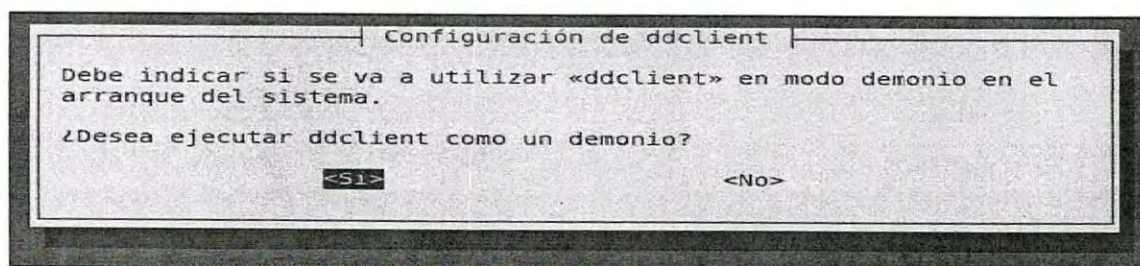 Configuración de ddclient
Debe indicar si se va a utilizar «ddclient» en modo demonio en el
arranque del sistema.
¿Desea ejecutar ddclient como un demonio?
<Sí> <No>